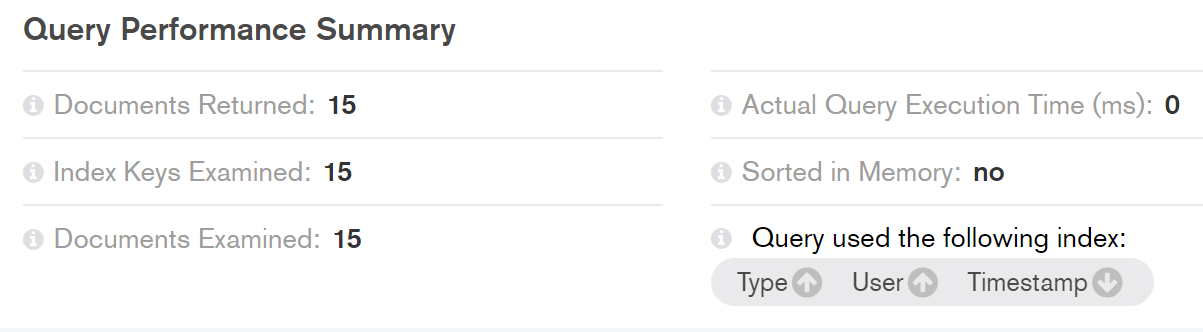 Query Performance Summary
Documents Returned: 15
Actual Query Execution Time (ms): 0
Index Keys Examined: 15
Sorted in Memory: no
Documents Examined: 15
Query used the following index:
Type User Timestamp